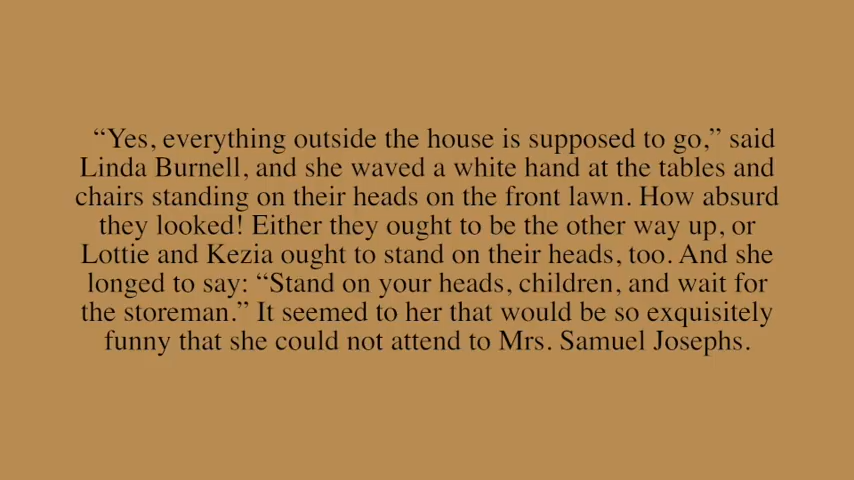 “Yes, everything outside the house is supposed to go,” said
Linda Burnell, and she waved a white hand at the tables and
chairs standing on their heads on the front lawn. How absurd
they looked! Either they ought to be the other way up, or
Lottie and Kezia ought to stand on their heads, too. And she
longed to say: “Stand on your heads, children, and wait for
the storeman.” It seemed to her that would be so exquisitely
funny that she could not attend to Mrs. Samuel Josephs.